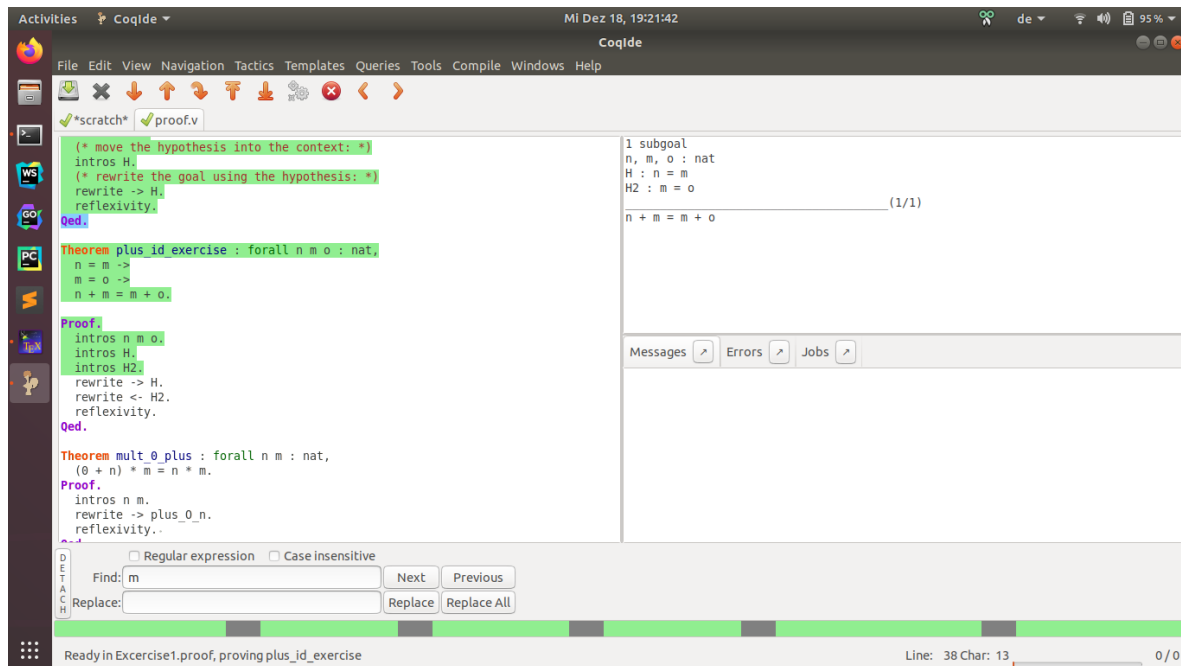 Activities CoqIde Mi Dez 18, 19:21:42 de 95 %
CoqIde
File Edit View Navigation Tactics Templates Queries Tools Compile Windows Help
*scratch* proof.v
(* move the hypothesis into the context: *)
intros H.
(* rewrite the goal using the hypothesis: *)
rewrite -> H.
reflexivity.
Qed.
Theorem plus_id_exercise : forall n m o : nat,
n = m ->
m = o ->
n + m = m + o.
Proof.
intros n m o.
intros H.
intros H2.
rewrite -> H.
rewrite <- H2.
reflexivity.
Qed.
Theorem mult_0_plus : forall n m : nat,
(0 + n) * m = n * m.
Proof.
intros n m.
rewrite -> plus_O_n.
reflexivity.
1 subgoal
n, m, o : nat
H : n = m
H2 : m = o
(1/1)
n + m = m + o
Messages Errors Jobs
WS
GO
PC
TEX
DETACH
Regular expression Case insensitive
Find: m Next Previous
Replace: Replace Replace All
Ready in Excercise1.proof, proving plus_id_exercise Line: 38 Char: 13 0 / 0